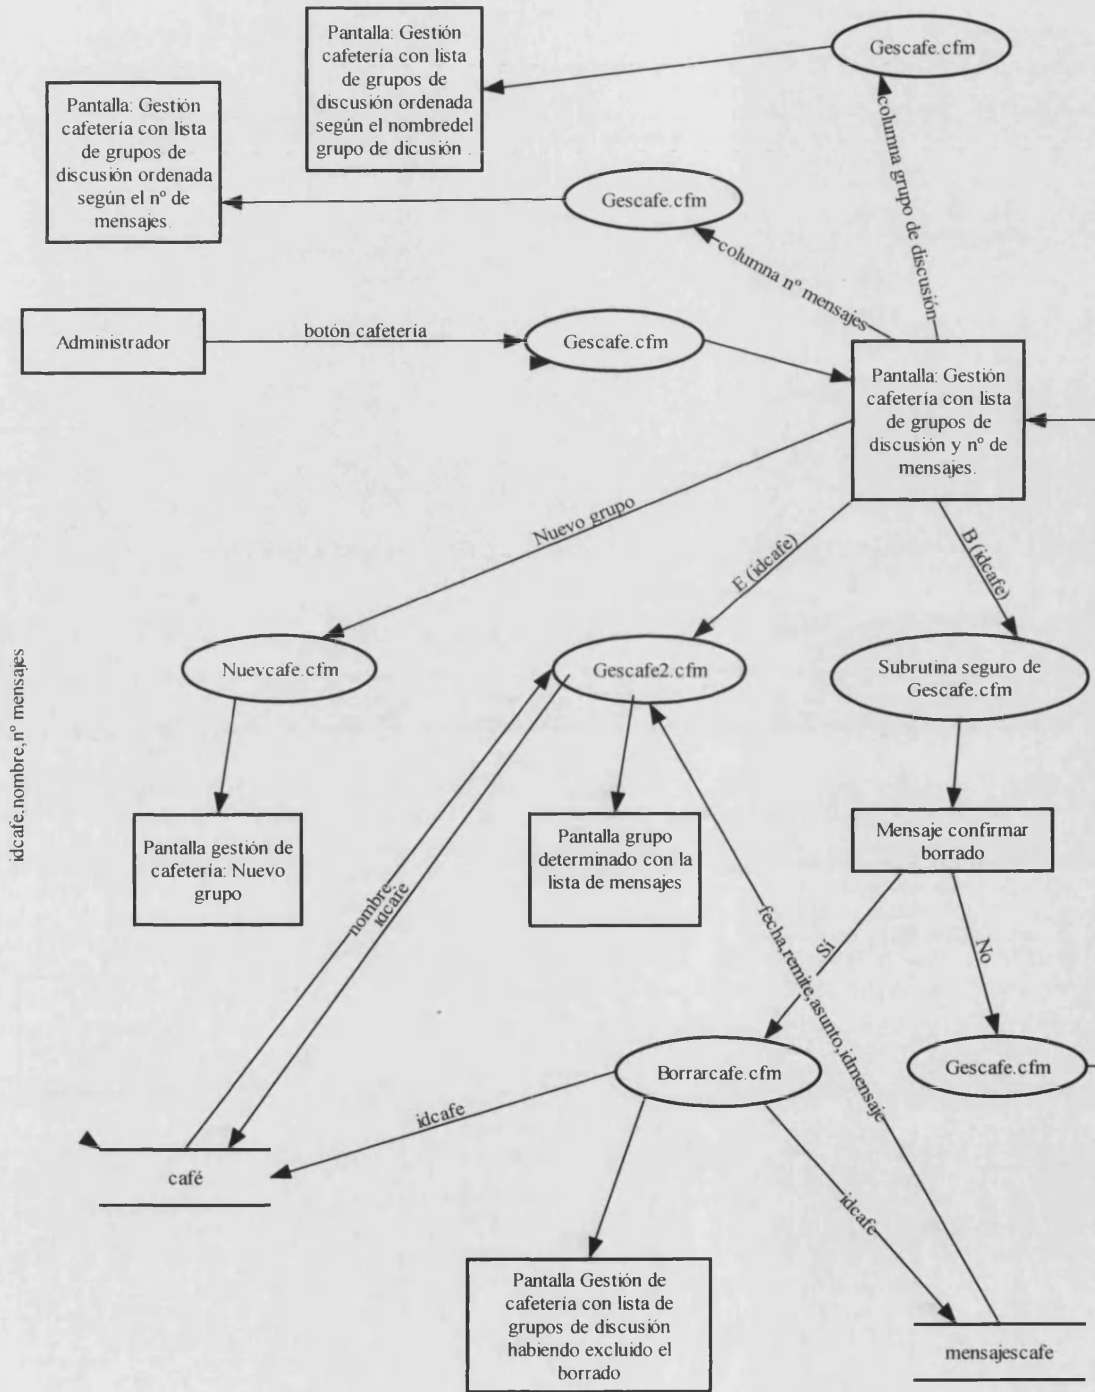 Pantalla: Gestión
cafetería con lista
de grupos de
discusión ordenada
según el nombredel
grupo de dicusión .
Gescafe.cfm
Pantalla: Gestión
cafetería con lista
de grupos de
discusión ordenada
según el nº de
mensajes.
Gescafe.cfm
columna grupo de discusión
columna nº mensajes
Administrador
botón cafetería
Gescafe.cfm
Pantalla: Gestión
cafetería con lista
de grupos de
discusión y nº de
mensajes.
Nuevo grupo
E (idcafe)
B (idcafe)
idcafe.nombre,nº mensajes
Nuevcafe.cfm
Gescafe2.cfm
Subrutina seguro de
Gescafe.cfm
Pantalla gestión de
cafetería: Nuevo
grupo
Pantalla grupo
determinado con la
lista de mensajes
Mensaje confirmar
borrado
nombre
idcafe
fecha,remite,asunto,idmensaje
Si
No
Borrarcafe.cfm
Gescafe.cfm
idcafe
café
idcafe
Pantalla Gestión de
cafetería con lista de
grupos de discusión
habiendo excluido el
borrado
mensajescafe